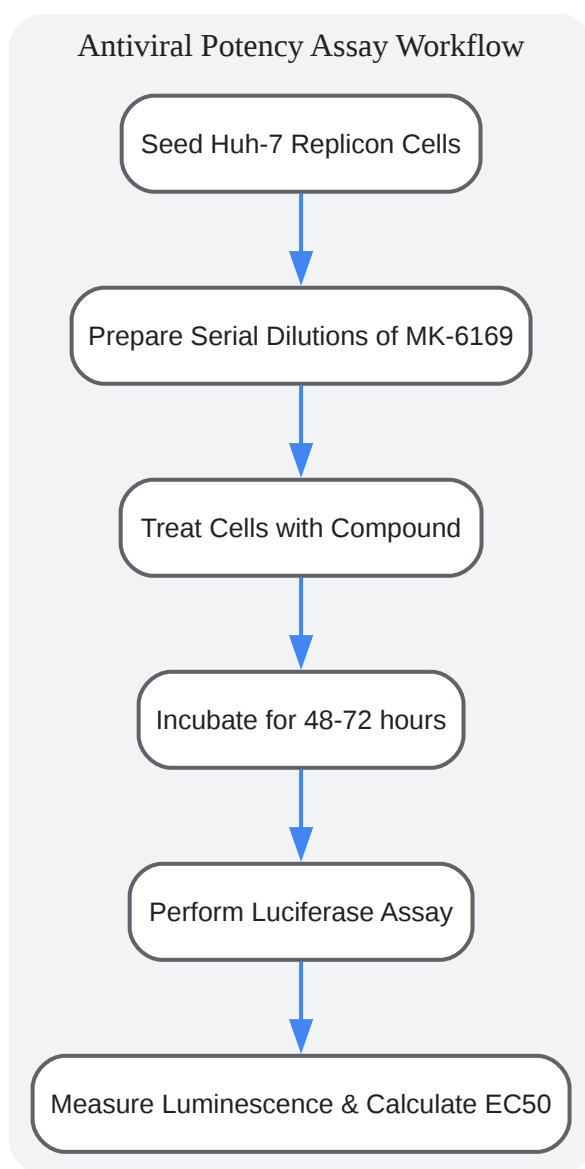 Antiviral Potency Assay Workflow
Seed Huh-7 Replicon Cells
Prepare Serial Dilutions of MK-6169
Treat Cells with Compound
Incubate for 48-72 hours
Perform Luciferase Assay
Measure Luminescence & Calculate EC50